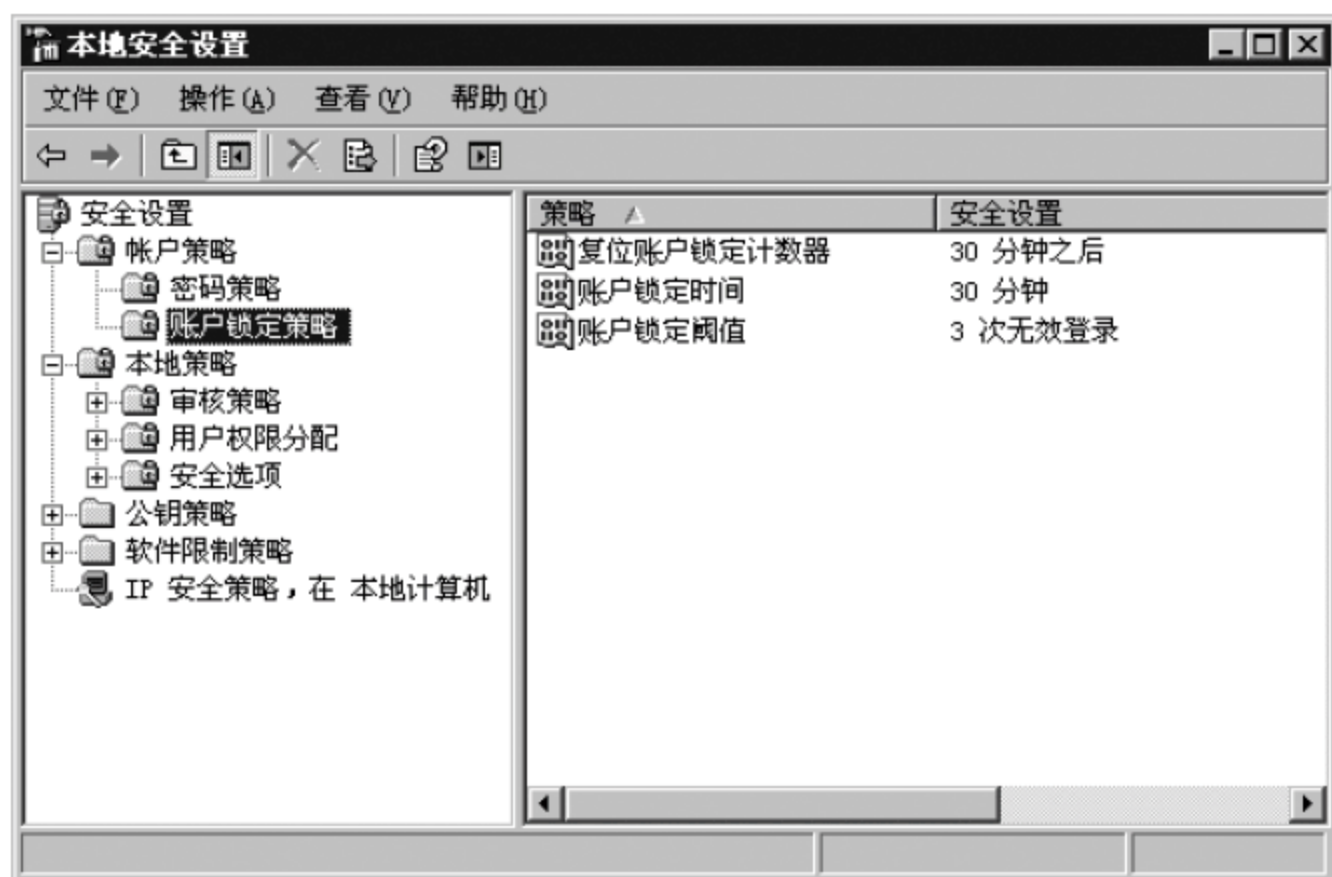 本地安全设置
文件(F) 操作(A) 查看(V) 帮助(H)
策略 安全设置
安全设置
帐户策略
密码策略
账户锁定策略
本地策略
审核策略
用户权限分配
安全选项
公钥策略
软件限制策略
IP 安全策略，在 本地计算机
复位账户锁定计数器 30 分钟之后
账户锁定时间 30 分钟
账户锁定阈值 3 次无效登录